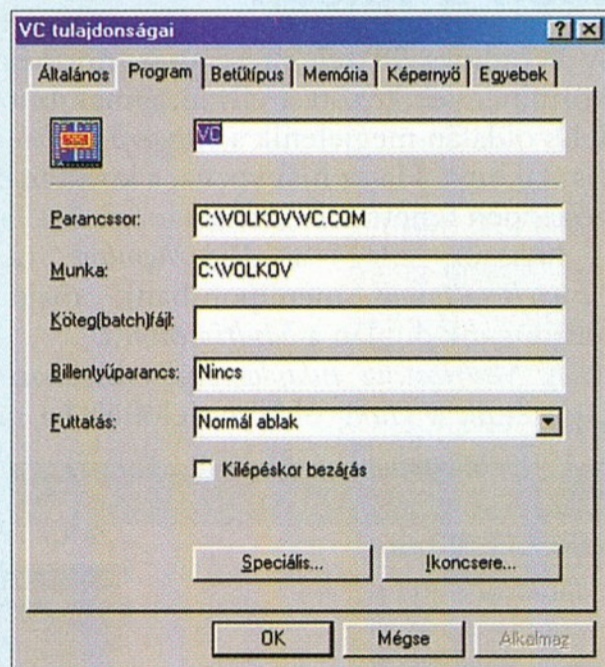 VC tulajdonságai
Általános Program Betűtípus Memória Képernyő Egyebek
VC
Parancssor: C:\VOLKOV\VC.COM
Munka: C:\VOLKOV
Köteg(batch)fájl:
Billentyűparancs: Nincs
Futtatás: Normál ablak
Kilépéskor bezárás
Speciális... Ikoncsere...
OK Mégse Alkalmaz